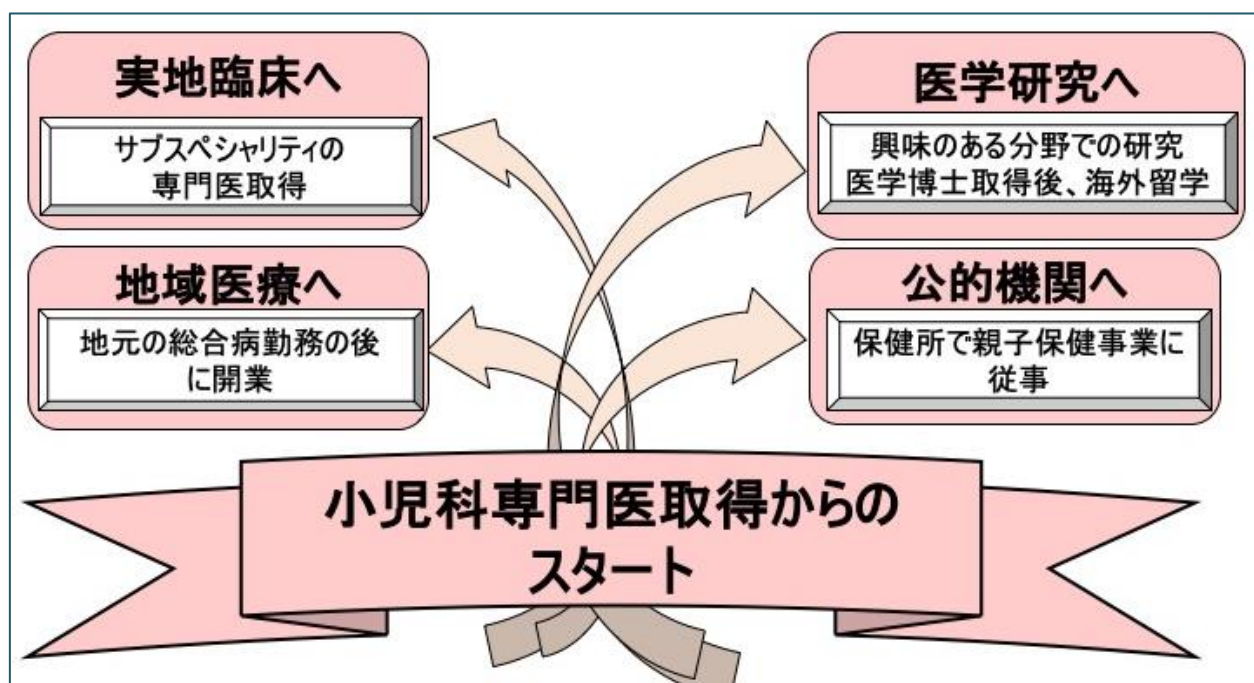 実地臨床へ
サブスペシャリティの
専門医取得
医学研究へ
興味のある分野での研究
医学博士取得後、海外留学
地域医療へ
地元の総合病勤務の後
に開業
公的機関へ
保健所で親子保健事業に
従事
小児科専門医取得からの
スタート